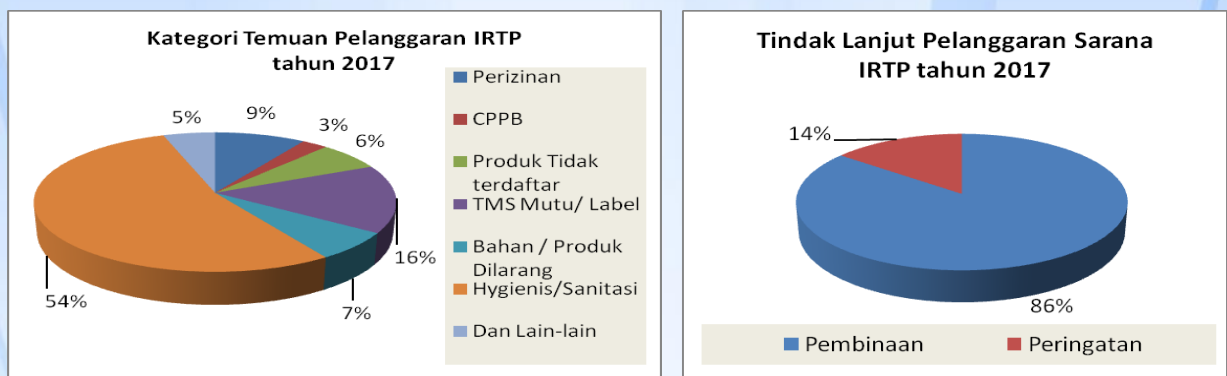 Kategori Temuan Pelanggaran IRTP
tahun 2017
5%
9%
3%
6%
16%
7%
54%
Perizinan
CPPB
Produk Tidak
terdaftar
TMS Mutu/ Label
Bahan / Produk
Dilarang
Hygienis/Sanitasi
Dan Lain-lain
Tindak Lanjut Pelanggaran Sarana
IRTP tahun 2017
14%
86%
Pembinaan
Peringatan